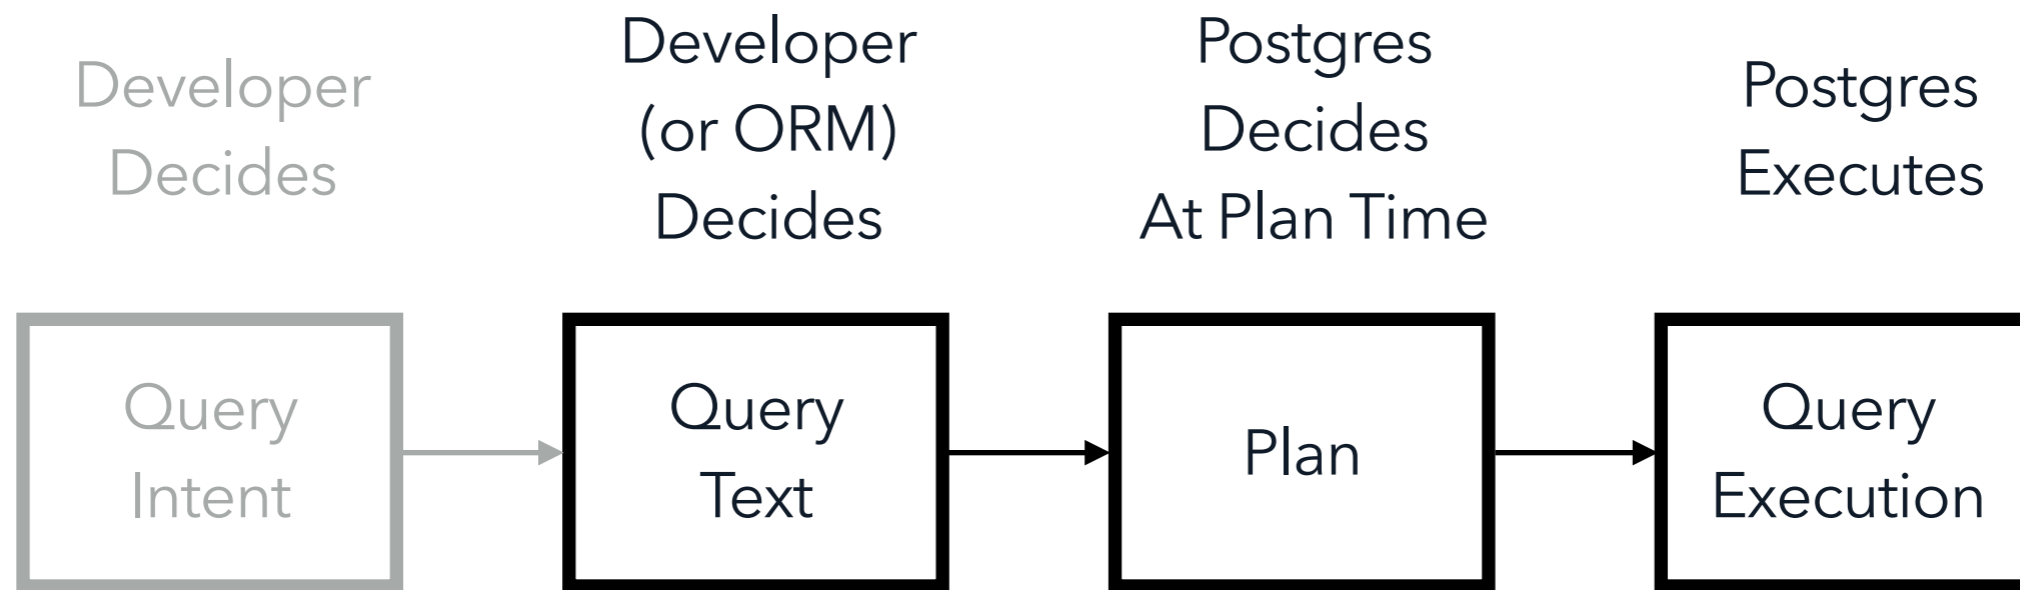 Developer
Decides
Developer
(or ORM)
Decides
Postgres
Decides
At Plan Time
Postgres
Executes
Query
Intent
Query
Text
Plan
Query
Execution